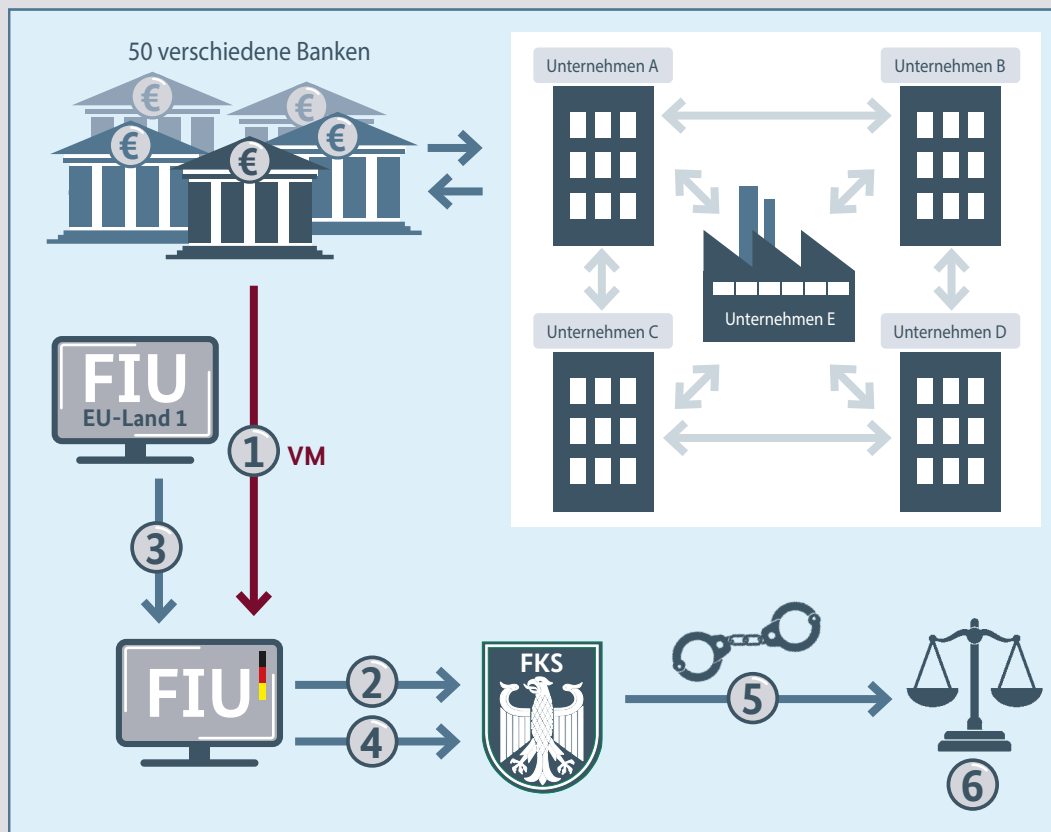 50 verschiedene Banken
€
€
€
€
€
Unternehmen A
Unternehmen B
Unternehmen E
Unternehmen C
Unternehmen D
FIU
EU-Land 1
1
VM
3
FIU
2
4
FKS
5
6